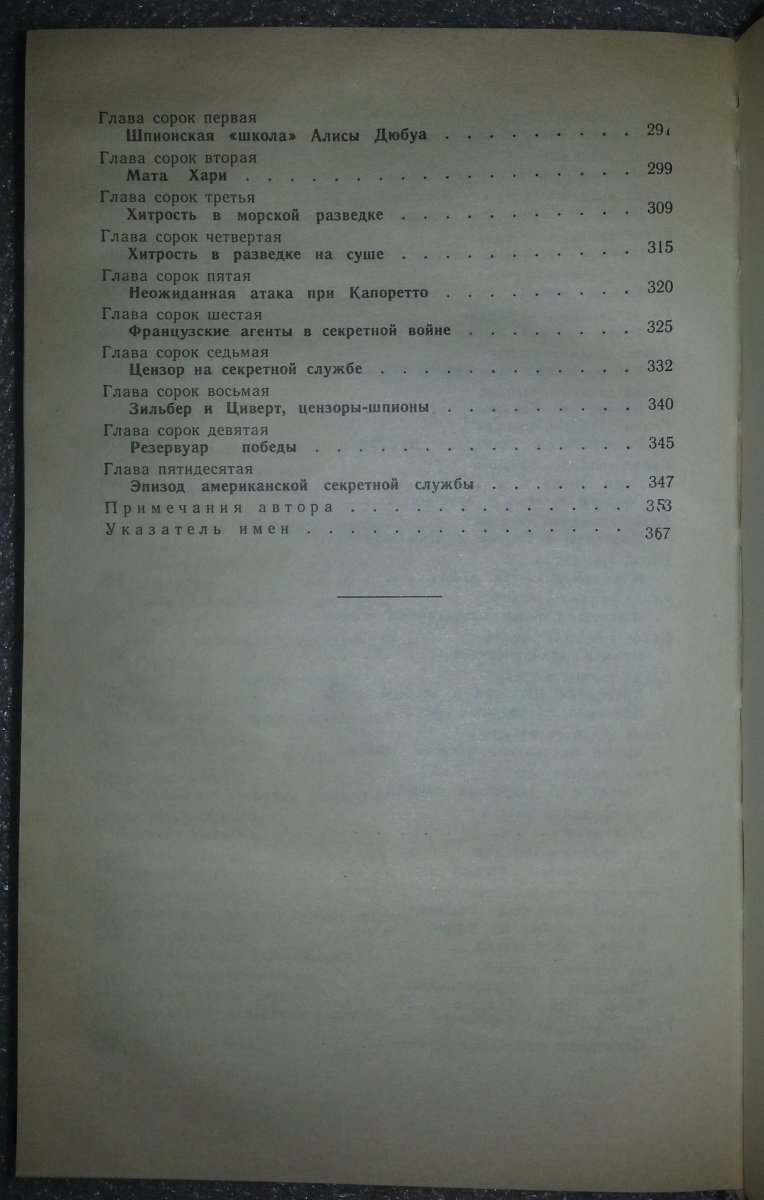 Глава сорок первая
Шпионская «школа» Алисы Дюбуа . . . . . . . . . 291
Глава сорок вторая
Мата Хари . . . . . . . . . . . . . . . . . . 299
Глава сорок третья
Хитрость в морской разведке . . . . . . . . . . . 309
Глава сорок четвертая
Хитрость в разведке на суше . . . . . . . . . . . 315
Глава сорок пятая
Неожиданная атака при Капоретто . . . . . . . . . 320
Глава сорок шестая
Французские агенты в секретной войне . . . . . . . . 325
Глава сорок седьмая
Цензор на секретной службе . . . . . . . . . . . . 332
Глава сорок восьмая
Зильбер и Циверт, цензоры-шпионы . . . . . . . . . 340
Глава сорок девятая
Резервуар победы . . . . . . . . . . . . . . . 345
Глава пятидесятая
Эпизод американской секретной службы . . . . . . . 347
Примечания автора . . . . . . . . . . . . . 353
Указатель имен . . . . . . . . . . . . . . . 367